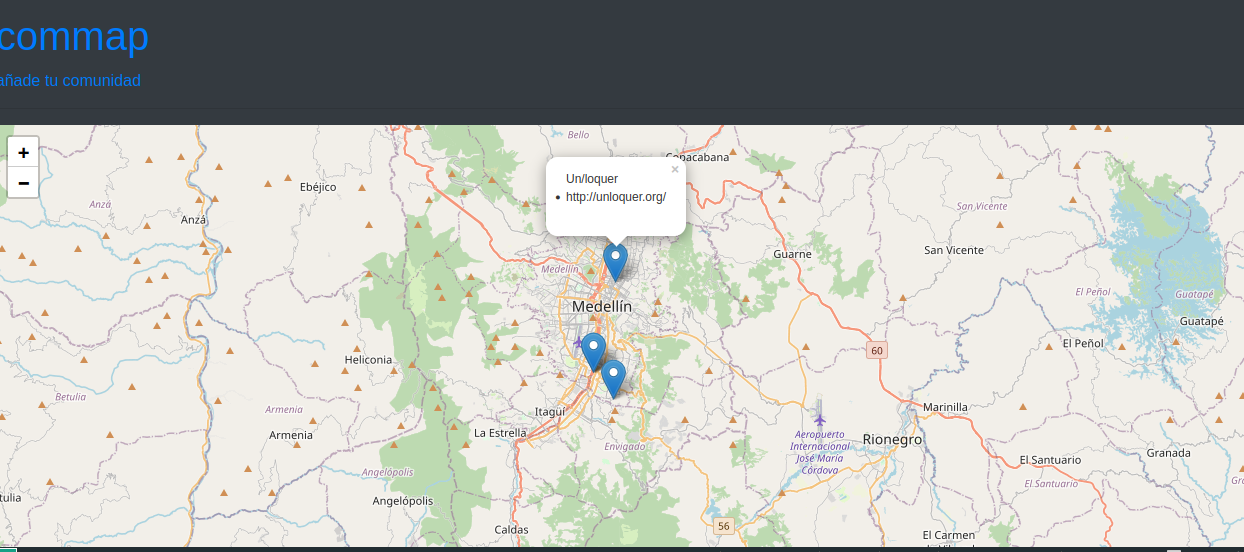 commap
añade tu comunidad
+
−
Bello
Copacabana
×
Un/loquer
• http://unloquer.org/
Ebéjico
Anzá
Anzá
San Vicente
San Vicente
Guarne
Medellín
Medellín
El Peñol
Guatapé
Guatapé
El Peñol
60
Heliconia
Betulia
Armenia
Armenia
Itagüí
La Estrella
Envigado
Marinilla
Aeropuerto
Internacional
José María
Córdova
Rionegro
El Santuario
El Santuario
Granada
Angelópolis
Angelópolis
tulia
Caldas
56
El Carmen